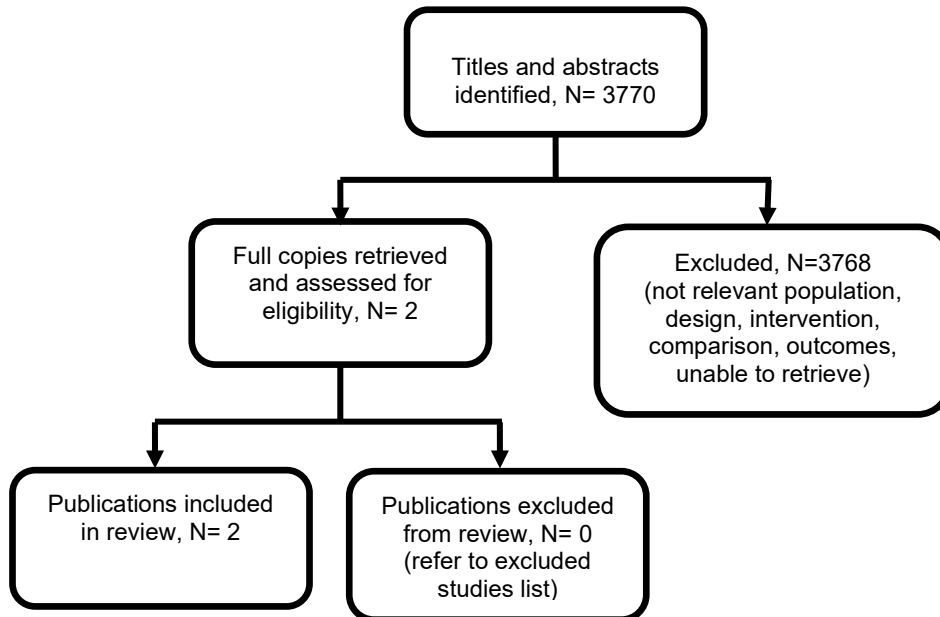 Titles and abstracts
identified, N= 3770
Full copies retrieved
and assessed for
eligibility, N= 2
Excluded, N=3768
(not relevant population,
design, intervention,
comparison, outcomes,
unable to retrieve)
Publications included
in review, N= 2
Publications excluded
from review, N= 0
(refer to excluded
studies list)